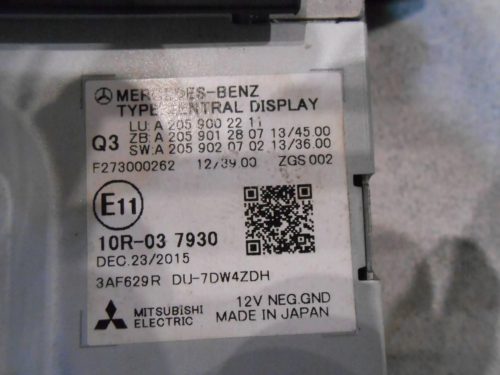 MERCEDES-BENZ
TYPE CENTRAL DISPLAY
LU: A 205 900 22 11
Q3 ZB: A 205 901 28 07 13/45 00
SW: A 205 902 07 02 13/36 00
F273000262 12/39 00 ZGS 002
E11
10R-03 7930
DEC.23/2015
3AF629R DU-7DW4ZDH
MITSUBISHI ELECTRIC
12V NEG.GND
MADE IN JAPAN